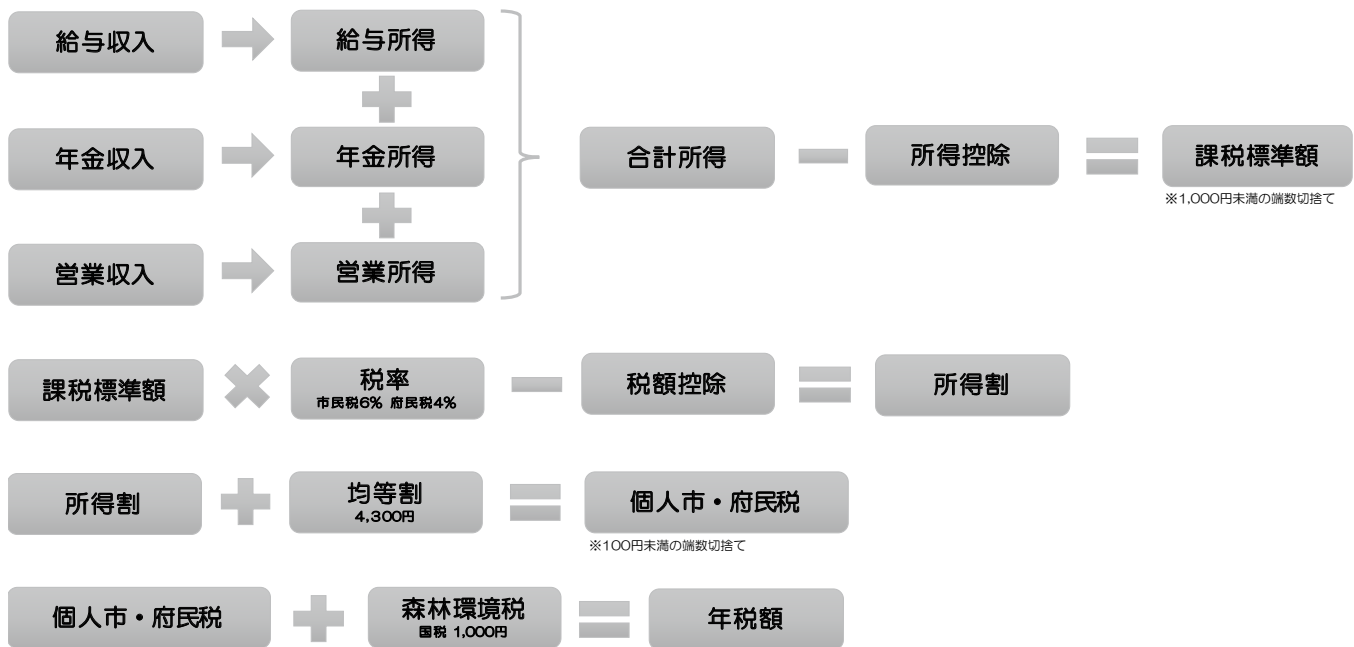 給与収入
給与所得
年金収入
年金所得
営業収入
営業所得
合計所得
所得控除
課税標準額
※1,000円未満の端数切捨て
課税標準額
税率
市民税6% 府民税4%
税額控除
所得割
所得割
均等割
4,300円
個人市・府民税
※100円未満の端数切捨て
個人市・府民税
森林環境税
国税 1,000円
年税額